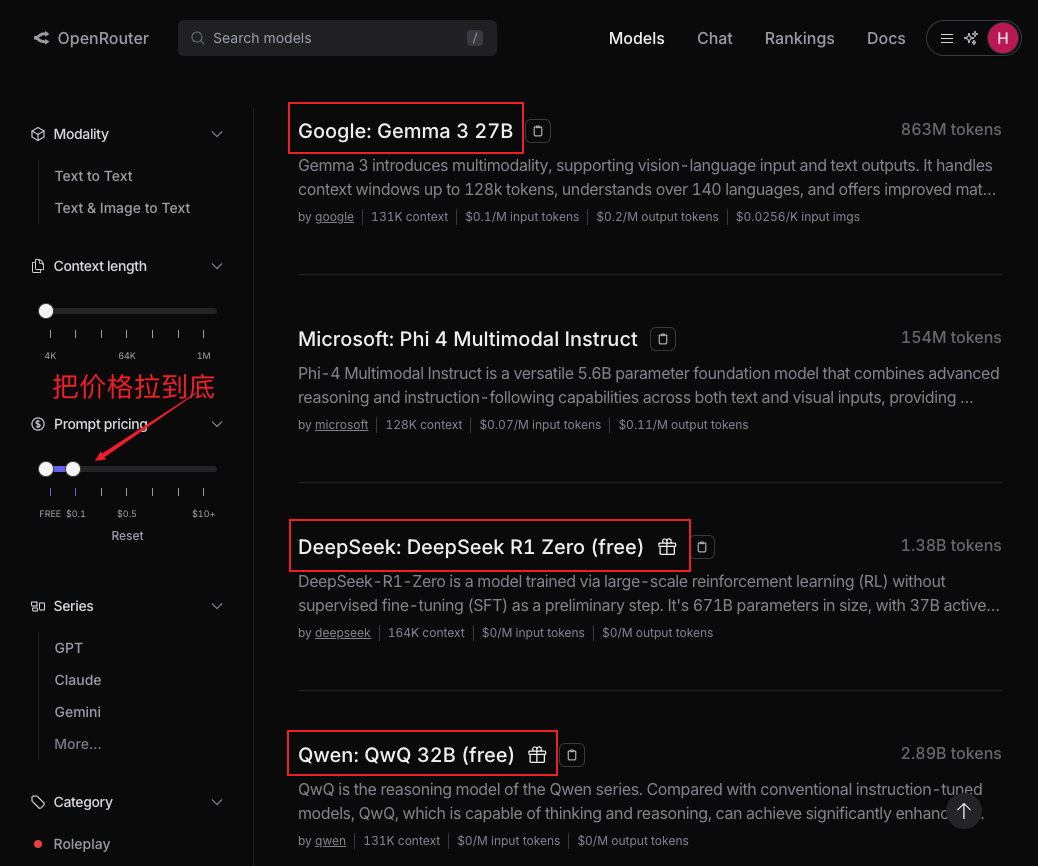 OpenRouter
Search models
/
Models
Chat
Rankings
Docs
H
Modality
Text to Text
Text & Image to Text
Context length
4K 64K 1M
把价格拉到底
Prompt pricing
FREE $0.1 $0.5 $10+
Reset
Series
GPT
Claude
Gemini
More...
Category
Roleplay
Google: Gemma 3 27B
863M tokens
Gemma 3 introduces multimodality, supporting vision-language input and text outputs. It handles
context windows up to 128k tokens, understands over 140 languages, and offers improved mat...
by google 131K context $0.1/M input tokens $0.2/M output tokens $0.0256/K input imgs
Microsoft: Phi 4 Multimodal Instruct
154M tokens
Phi-4 Multimodal Instruct is a versatile 5.6B parameter foundation model that combines advanced
reasoning and instruction-following capabilities across both text and visual inputs, providing ...
by microsoft 128K context $0.07/M input tokens $0.11/M output tokens
DeepSeek: DeepSeek R1 Zero (free)
1.38B tokens
DeepSeek-R1-Zero is a model trained via large-scale reinforcement learning (RL) without
supervised fine-tuning (SFT) as a preliminary step. It's 671B parameters in size, with 37B active...
by deepseek 164K context $0/M input tokens $0/M output tokens
Qwen: QwQ 32B (free)
2.89B tokens
QwQ is the reasoning model of the Qwen series. Compared with conventional instruction-tuned
models, QwQ, which is capable of thinking and reasoning, can achieve significantly
by qwen 131K context $0/M input tokens $0/M output tokens